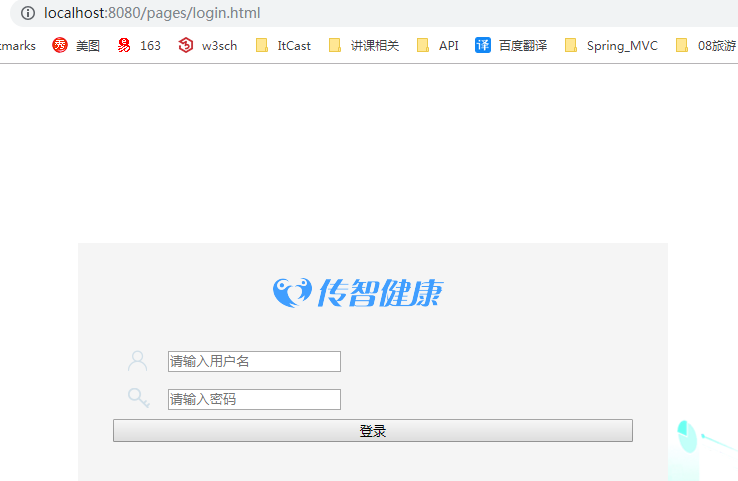 localhost:8080/pages/login.html
tmarks 美图 163 w3sch ItCast 讲课相关 API 译 百度翻译 Spring_MVC 08旅游
传智健康
请输入用户名
请输入密码
登录